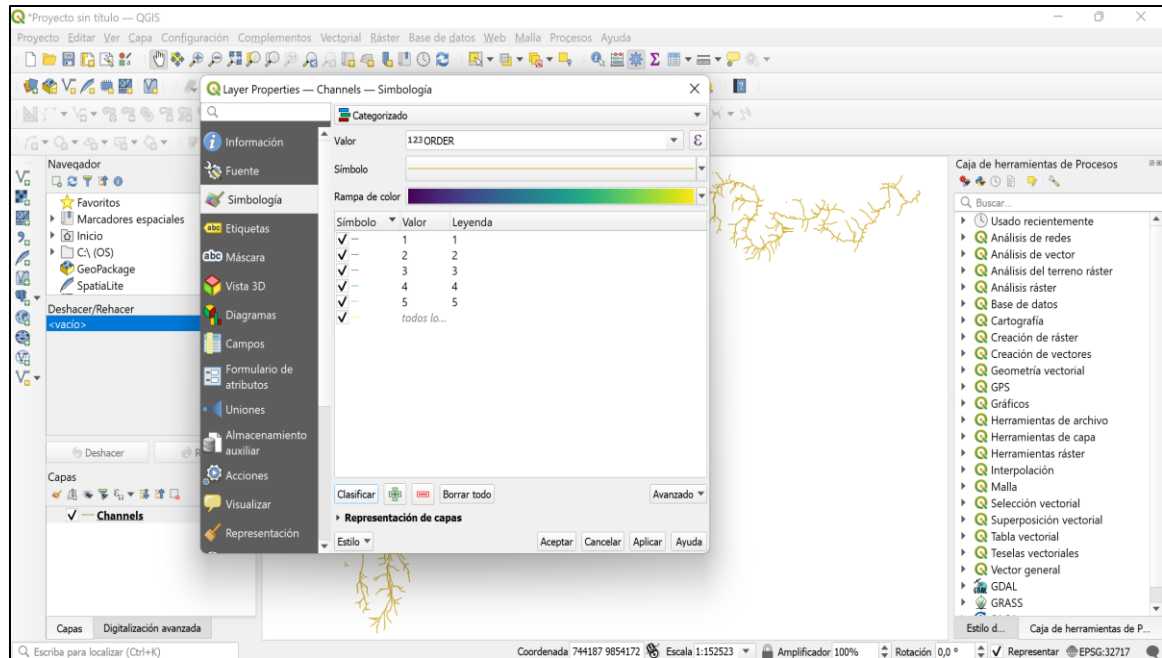 *Proyecto sin título — QGIS
Proyecto Editar Ver Capa Configuración Complementos Vectorial Ráster Base de datos Web Malla Procesos Ayuda
Layer Properties — Channels — Simbología
Información
Fuente
Simbología
abc Etiquetas
abc Máscara
Vista 3D
Diagramas
Campos
Formulario de
atributos
Uniones
Almacenamiento
auxiliar
Acciones
Visualizar
Representación
Categorizado
Valor 123 ORDER ε
Símbolo
Rampa de color
Símbolo Valor Leyenda
1 1
2 2
3 3
4 4
5 5
todos lo...
Clasificar Borrar todo Avanzado
Representación de capas
Estilo Aceptar Cancelar Aplicar Ayuda
Navegador
Favoritos
Marcadores espaciales
Inicio
C:\ (OS)
GeoPackage
SpatiaLite
Deshacer/Rehacer
<vacío>
Deshacer
Capas
Channels
Capas Digitalización avanzada
Caja de herramientas de Procesos
Buscar...
Usado recientemente
Análisis de redes
Análisis de vector
Análisis del terreno ráster
Análisis ráster
Base de datos
Cartografía
Creación de ráster
Creación de vectores
Geometría vectorial
GPS
Gráficos
Herramientas de archivo
Herramientas de capa
Herramientas ráster
Interpolación
Malla
Selección vectorial
Superposición vectorial
Tabla vectorial
Teselas vectoriales
Vector general
GDAL
GRASS
Estilo d... Caja de herramientas de P...
Escriba para localizar (Ctrl+K) Coordenada 744187 9854172 Escala 1:152523 Amplificador 100% Rotación 0,0 ° Representar EPSG:32717